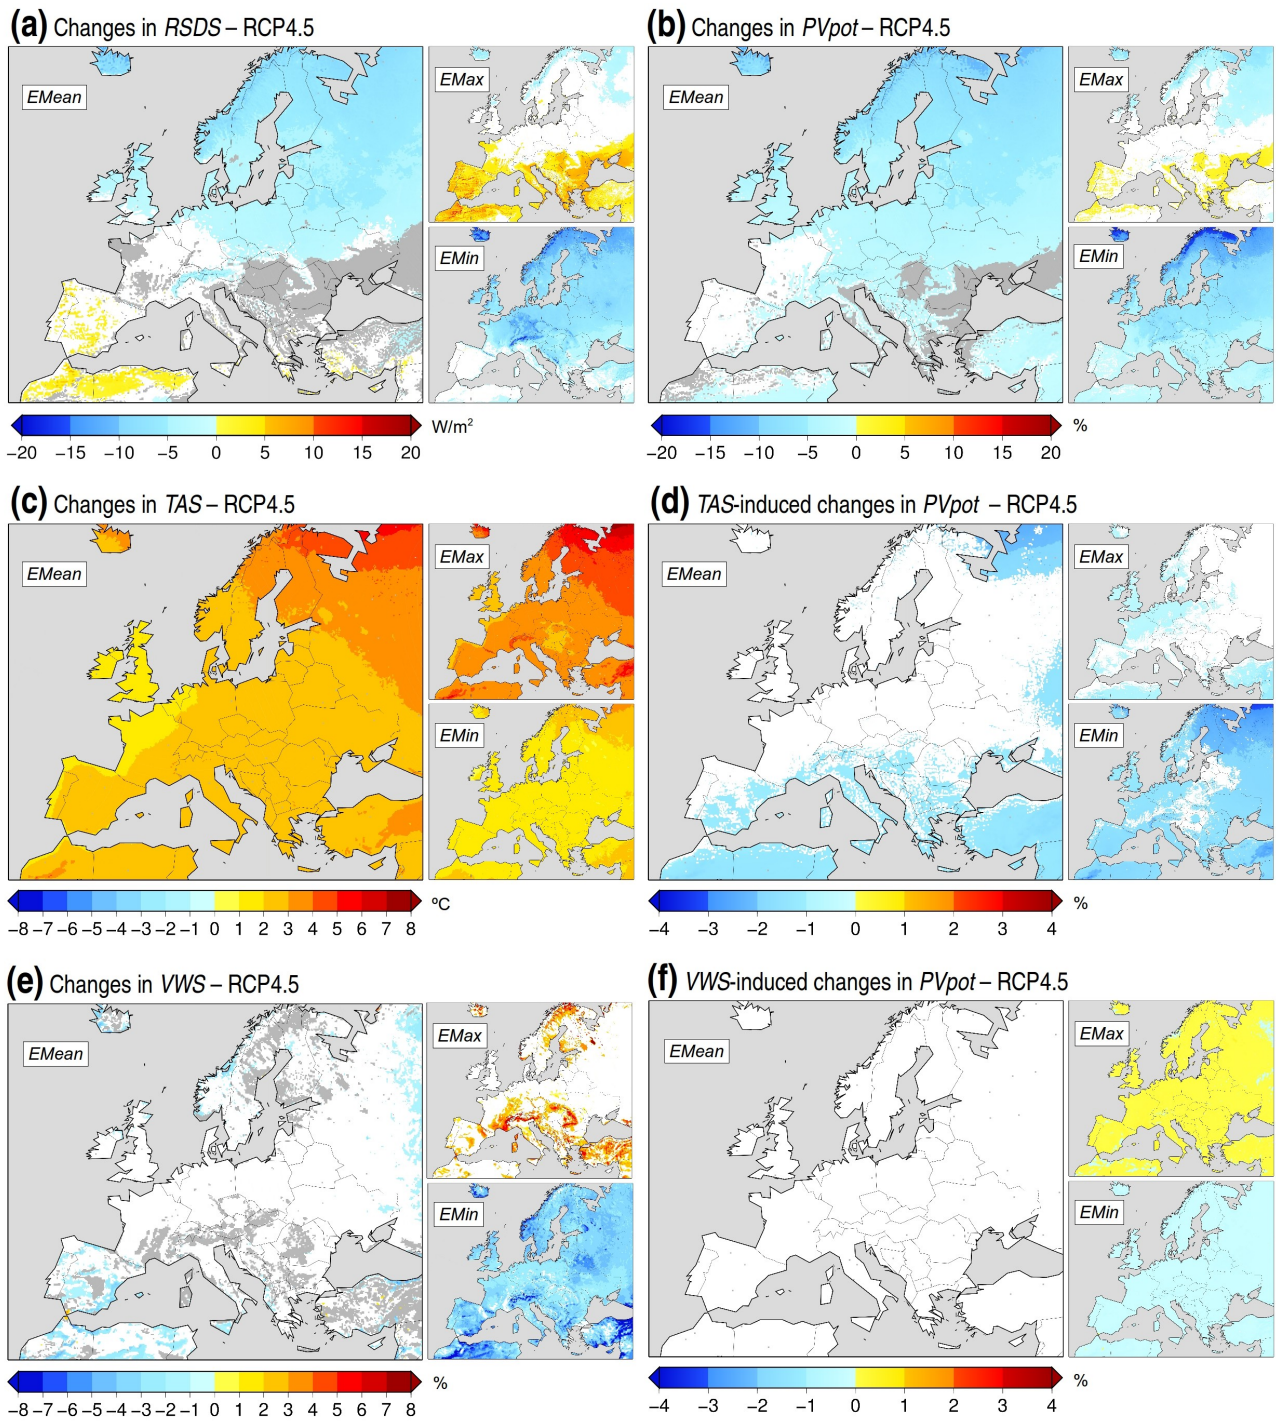 (a) Changes in RSDS – RCP4.5
EMean
EMax
EMin
−20 −15 −10 −5 0 5 10 15 20
W/m²
(b) Changes in PVpot – RCP4.5
EMean
EMax
EMin
−20 −15 −10 −5 0 5 10 15 20
%
(c) Changes in TAS – RCP4.5
EMean
EMax
EMin
−8 −7 −6 −5 −4 −3 −2 −1 0 1 2 3 4 5 6 7 8
ºC
(d) TAS-induced changes in PVpot – RCP4.5
EMean
EMax
EMin
−4 −3 −2 −1 0 1 2 3 4
%
(e) Changes in VWS – RCP4.5
EMean
EMax
EMin
−8 −7 −6 −5 −4 −3 −2 −1 0 1 2 3 4 5 6 7 8
%
(f) VWS-induced changes in PVpot – RCP4.5
EMean
EMax
EMin
−4 −3 −2 −1 0 1 2 3 4
%